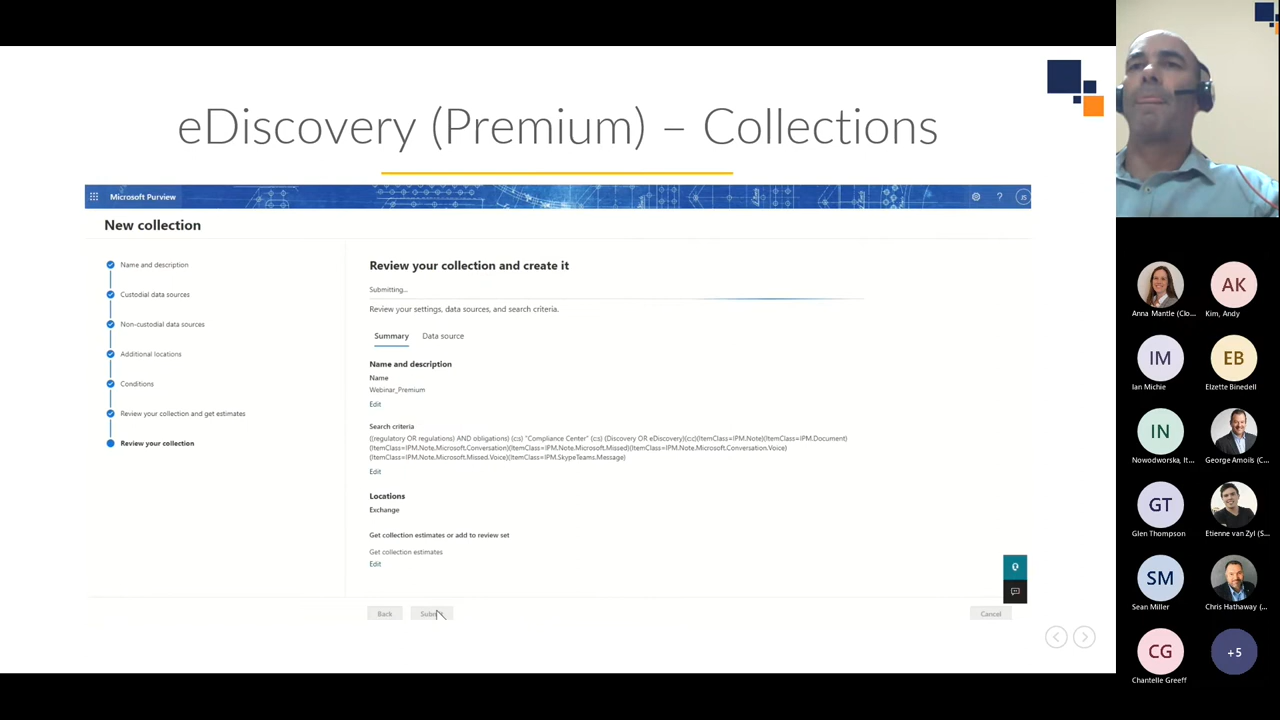 eDiscovery (Premium) – Collections
Microsoft Purview
?
JS
New collection
Name and description
Custodial data sources
Non-custodial data sources
Additional locations
Conditions
Review your collection and get estimates
Review your collection
Review your collection and create it
Submitting...
Review your settings, data sources, and search criteria.
Summary Data source
Name and description
Name
Webinar_Premium
Edit
Search criteria
((regulatory OR regulations) AND obligations) (c:s) "Compliance Center" (c:s) (Discovery OR eDiscovery)(c:c)(ItemClass=IPM.Note)(ItemClass=IPM.Document)
(ItemClass=IPM.Note.Microsoft.Conversation)(ItemClass=IPM.Note.Microsoft.Missed)(ItemClass=IPM.Note.Microsoft.Conversation.Voice)
(ItemClass=IPM.Note.Microsoft.Missed.Voice)(ItemClass=IPM.SkypeTeams.Message)
Edit
Locations
Exchange
Get collection estimates or add to review set
Get collection estimates
Edit
Back Submit Cancel
AK
Anna Mantle (Clo... Kim, Andy
IM EB
Ian Michie Elzette Binedell
IN
Nowodworska, It... George Amoils (C...
GT
Glen Thompson Etienne van Zyl (S...
SM
Sean Miller Chris Hathaway (...
CG +5
Chantelle Greeff